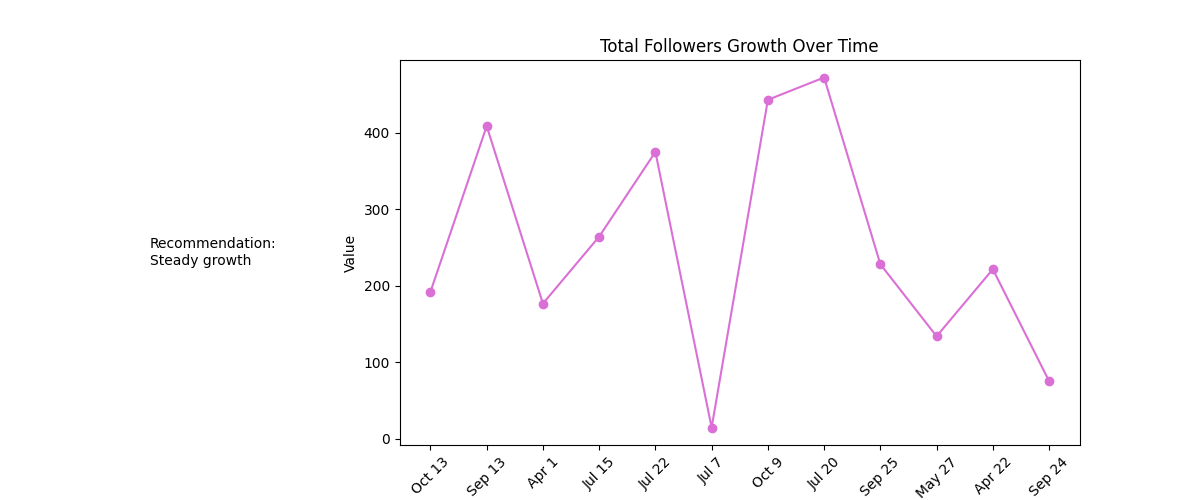 Total Followers Growth Over Time
Recommendation:
Steady growth
Value
400
300
200
100
0
Oct 13
Sep 13
Apr 1
Jul 15
Jul 22
Jul 7
Oct 9
Jul 20
Sep 25
May 27
Apr 22
Sep 24